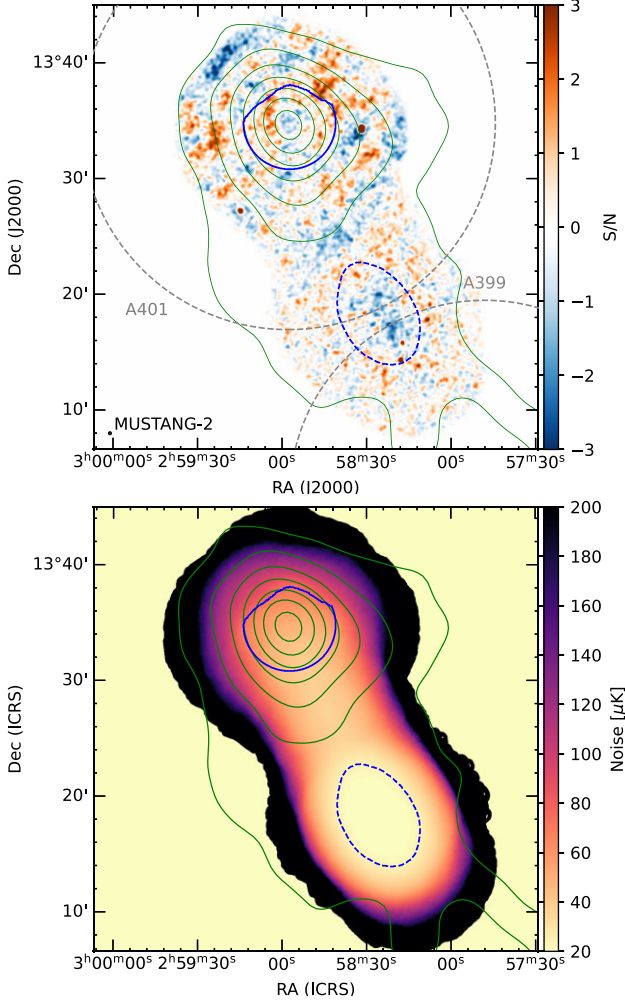 13°40'
30'
20'
10'
Dec (J2000)
A401
A399
MUSTANG-2
3ʰ00ᵐ00ˢ 2ʰ59ᵐ30ˢ 00ˢ 58ᵐ30ˢ 00ˢ 57ᵐ30ˢ
RA (J2000)
3
2
1
0
−1
−2
−3
S/N
13°40'
30'
20'
10'
Dec (ICRS)
3ʰ00ᵐ00ˢ 2ʰ59ᵐ30ˢ 00ˢ 58ᵐ30ˢ 00ˢ 57ᵐ30ˢ
RA (ICRS)
200
180
160
140
120
100
80
60
40
20
Noise [μK]